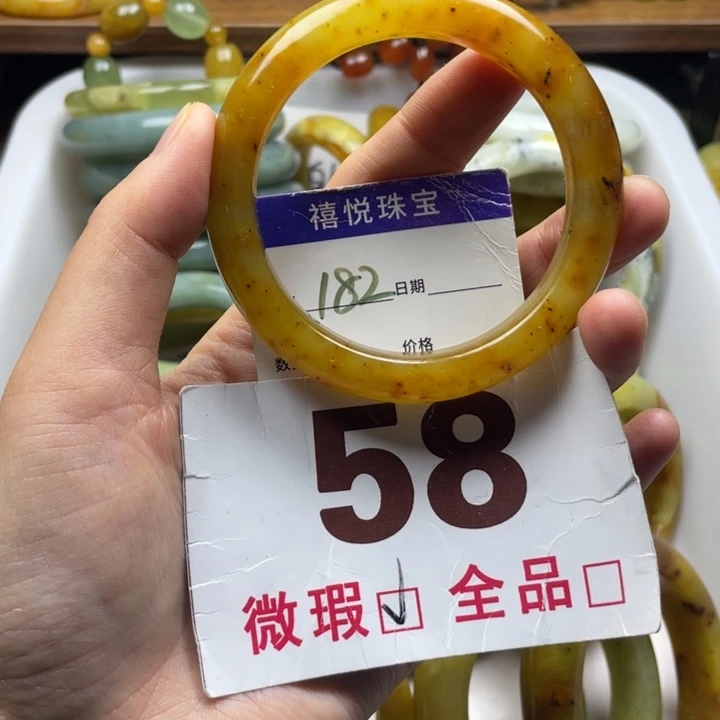 禧悦珠宝
182 日期
价格
数
58
微瑕☑ 全品☐